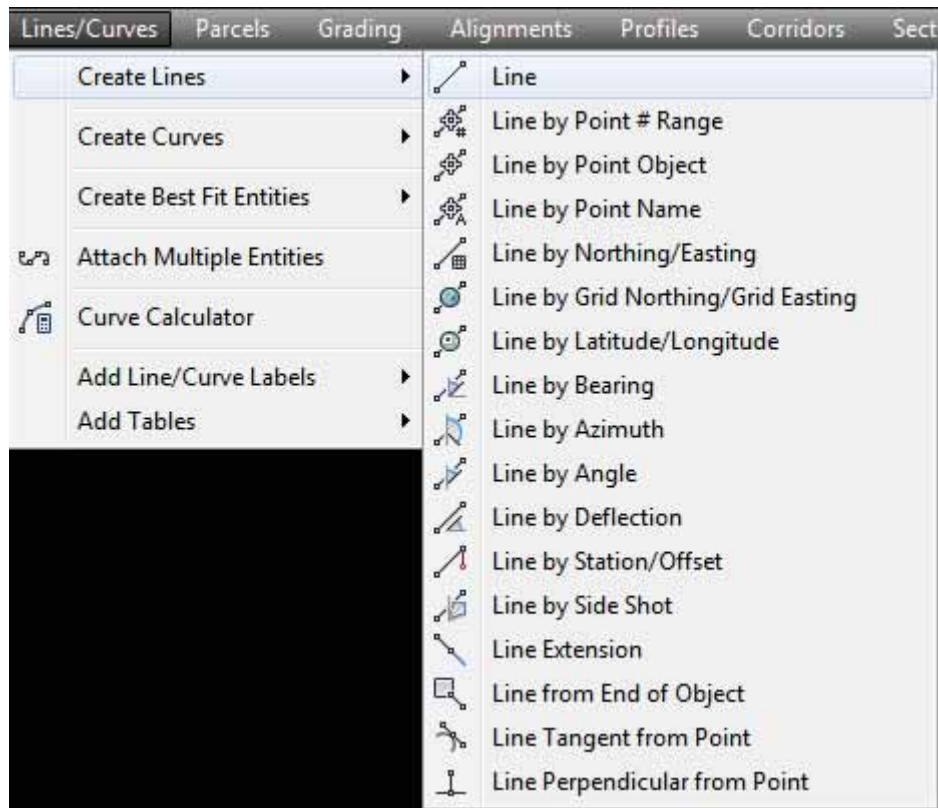 Lines/Curves Parcels Grading Alignments Profiles Corridors Sect
Create Lines
Create Curves
Create Best Fit Entities
Attach Multiple Entities
Curve Calculator
Add Line/Curve Labels
Add Tables
Line
Line by Point # Range
Line by Point Object
Line by Point Name
Line by Northing/Easting
Line by Grid Northing/Grid Easting
Line by Latitude/Longitude
Line by Bearing
Line by Azimuth
Line by Angle
Line by Deflection
Line by Station/Offset
Line by Side Shot
Line Extension
Line from End of Object
Line Tangent from Point
Line Perpendicular from Point